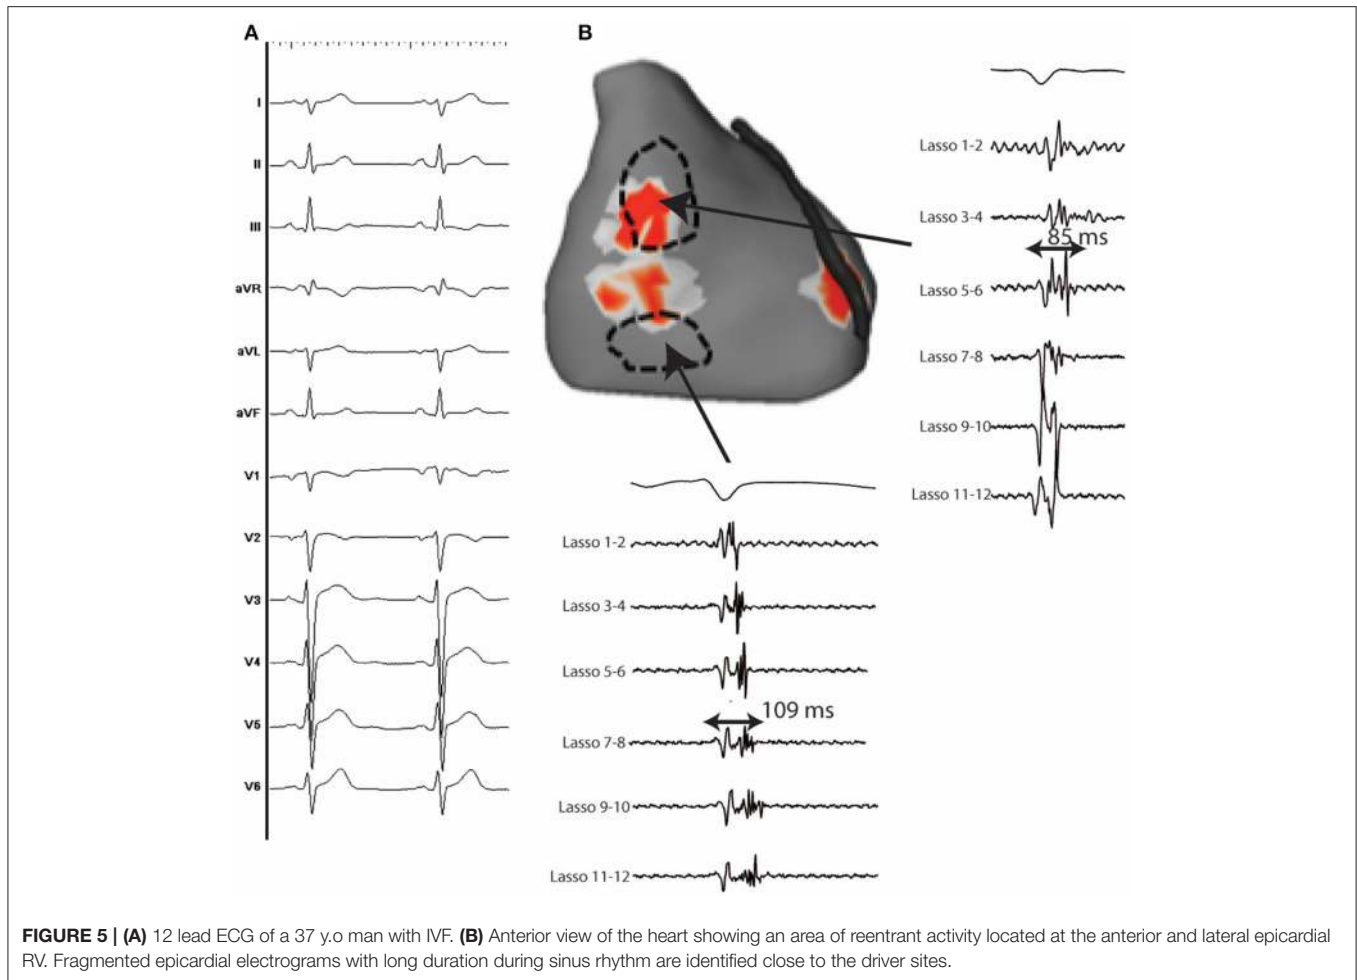 A
B
I
II
III
aVR
aVL
aVF
V1
V2
V3
V4
V5
V6
Lasso 1-2
Lasso 3-4
85 ms
Lasso 5-6
Lasso 7-8
Lasso 9-10
Lasso 11-12
Lasso 1-2
Lasso 3-4
Lasso 5-6
109 ms
Lasso 7-8
Lasso 9-10
Lasso 11-12
FIGURE 5 | (A) 12 lead ECG of a 37 y.o man with IVF. (B) Anterior view of the heart showing an area of reentrant activity located at the anterior and lateral epicardial
RV. Fragmented epicardial electrograms with long duration during sinus rhythm are identified close to the driver sites.